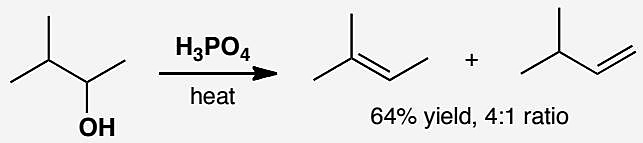 H₃PO₄
heat
+
OH
64% yield, 4:1 ratio